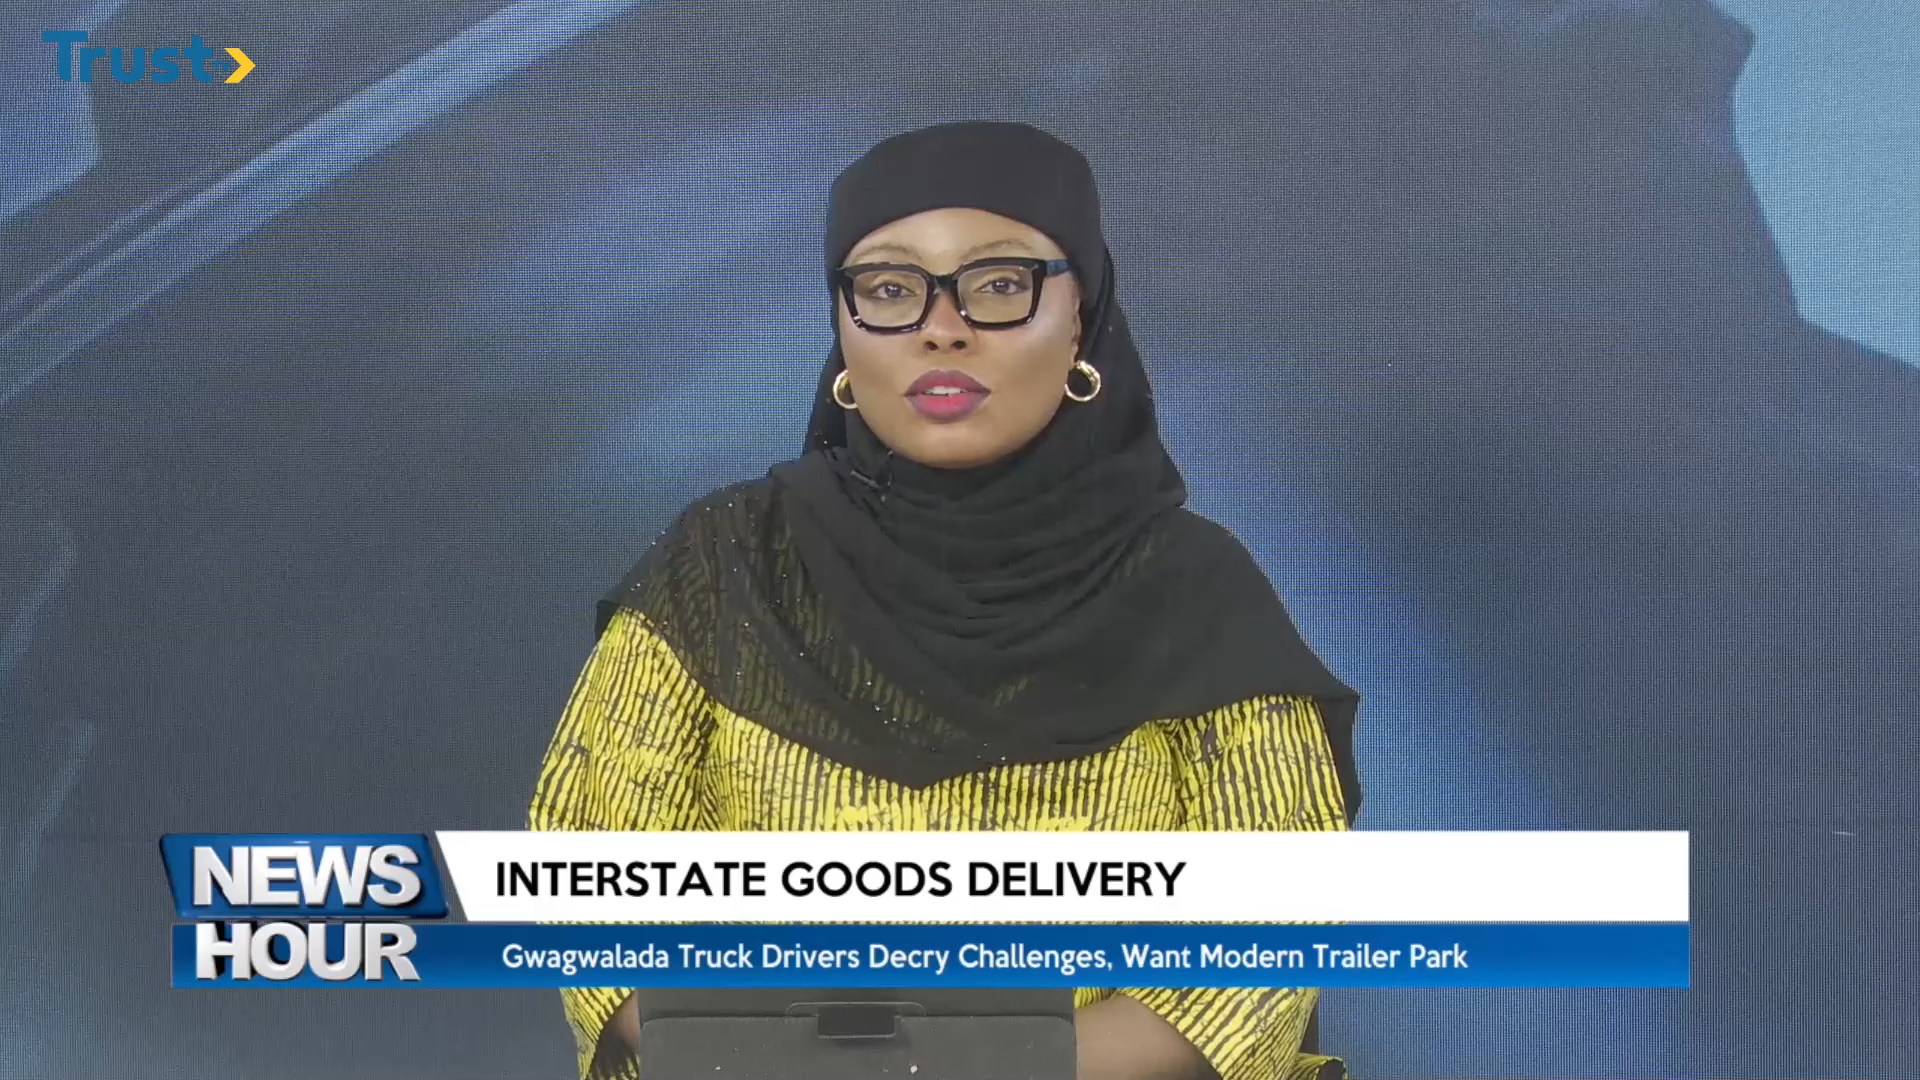 Trust
INTERSTATE GOODS DELIVERY
NEWS
HOUR
Gwagwalada Truck Drivers Decry Challenges, Want Modern Trailer Park